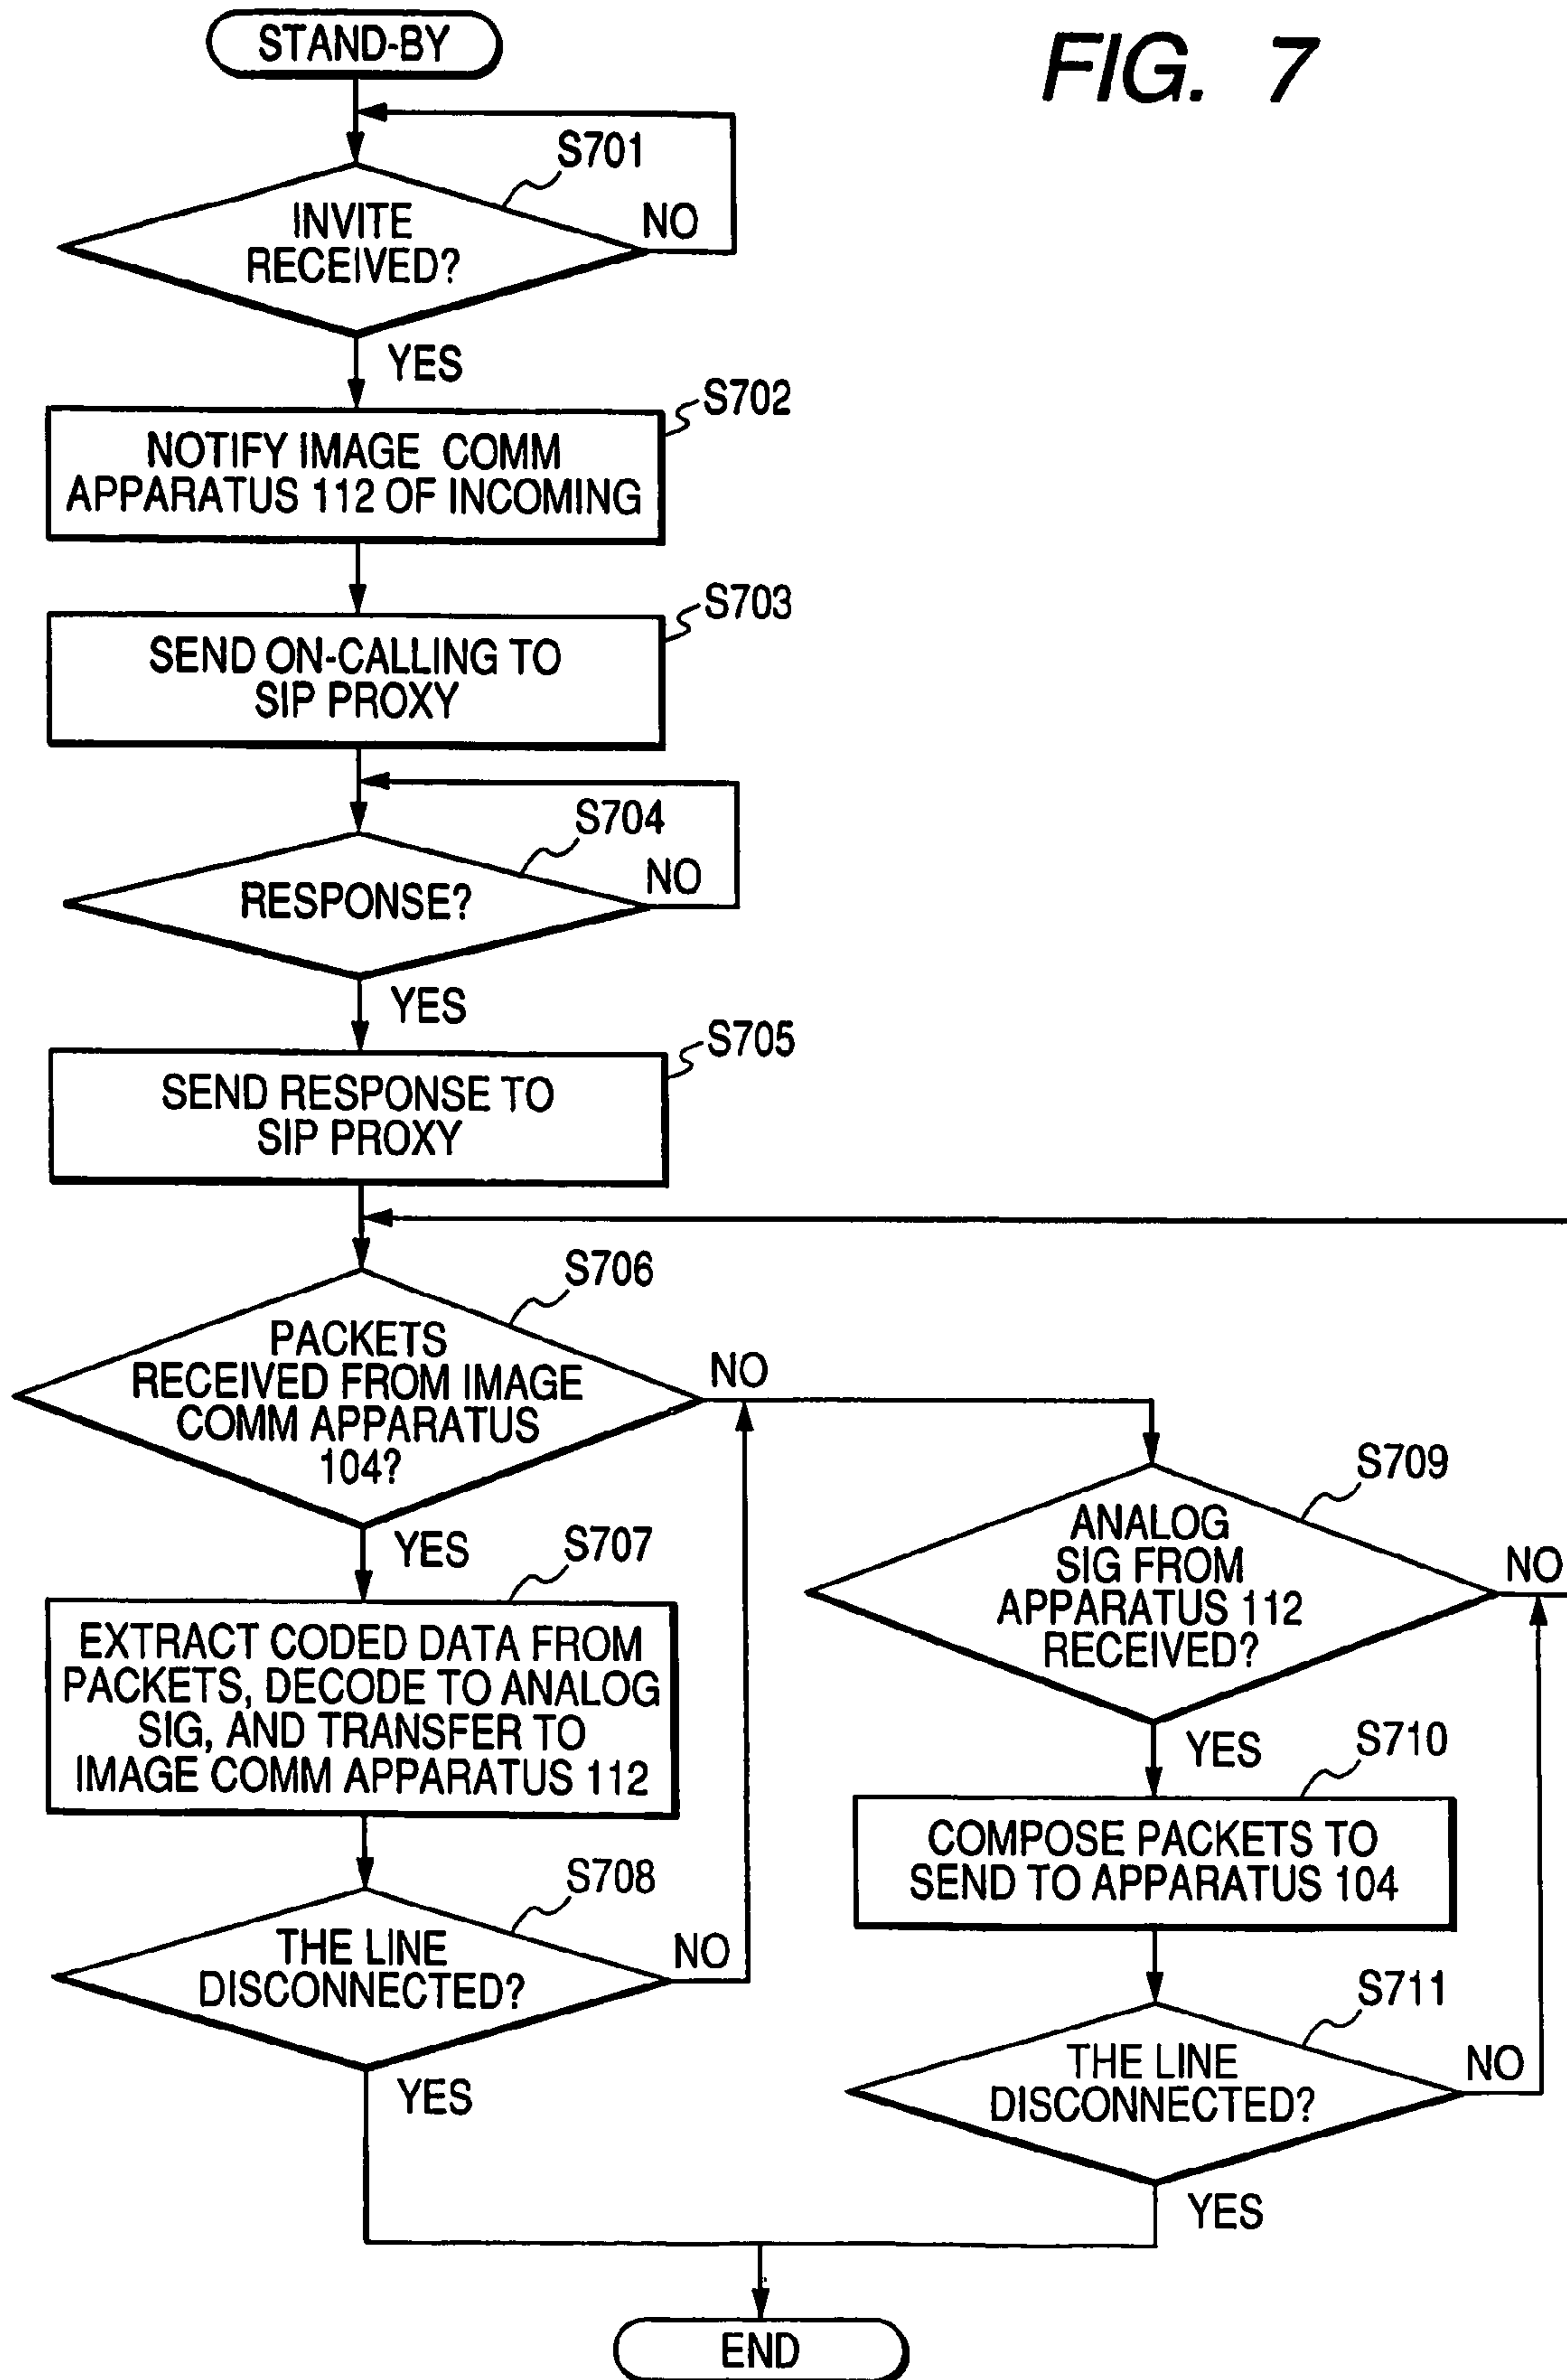 FIG. 7
STAND-BY
S701
INVITE
RECEIVED?
NO
YES
S702
NOTIFY IMAGE COMM
APPARATUS 112 OF INCOMING
S703
SEND ON-CALLING TO
SIP PROXY
S704
RESPONSE?
NO
YES
S705
SEND RESPONSE TO
SIP PROXY
S706
PACKETS
RECEIVED FROM IMAGE
COMM APPARATUS
104?
NO
YES
S707
EXTRACT CODED DATA FROM
PACKETS, DECODE TO ANALOG
SIG, AND TRANSFER TO
IMAGE COMM APPARATUS 112
S708
THE LINE
DISCONNECTED?
NO
YES
S709
ANALOG
SIG FROM
APPARATUS 112
RECEIVED?
NO
YES
S710
COMPOSE PACKETS TO
SEND TO APPARATUS 104
S711
THE LINE
DISCONNECTED?
NO
YES
END